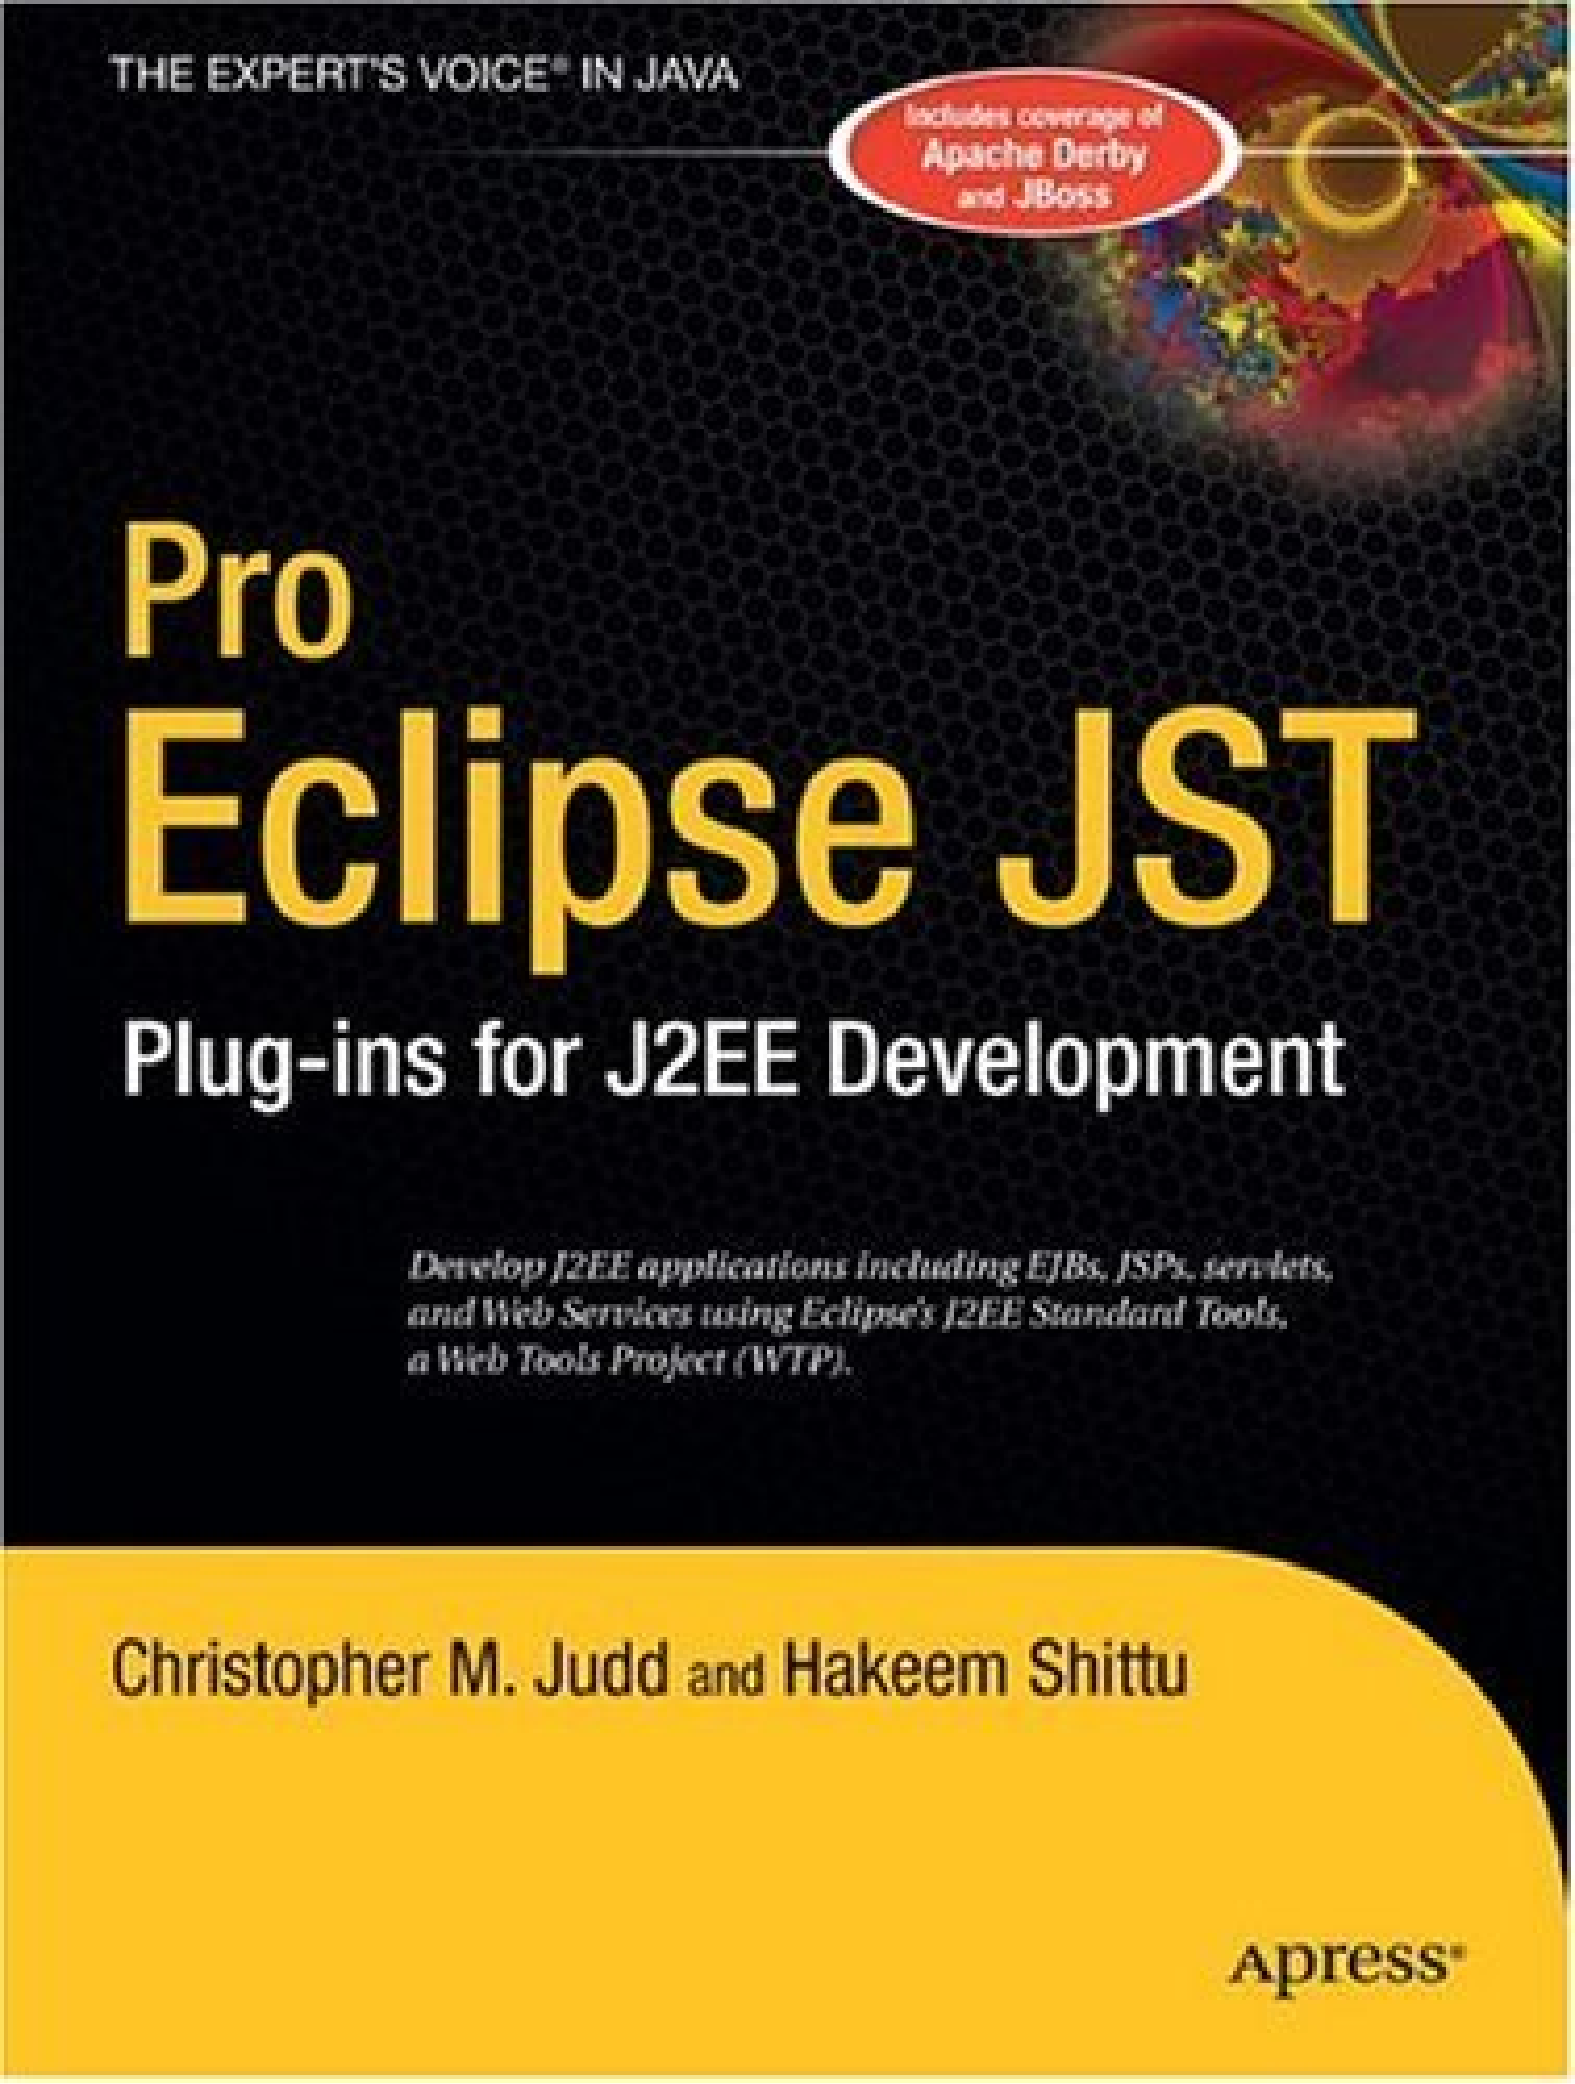 THE EXPERT'S VOICE® IN JAVA
Includes coverage of
Apache Derby
and JBoss
Pro
Eclipse JST
Plug-ins for J2EE Development
Develop J2EE applications including EJBs, JSPs, servlets,
and Web Services using Eclipse's J2EE Standard Tools,
a Web Tools Project (WTP).
Christopher M. Judd and Hakeem Shittu
Apress®